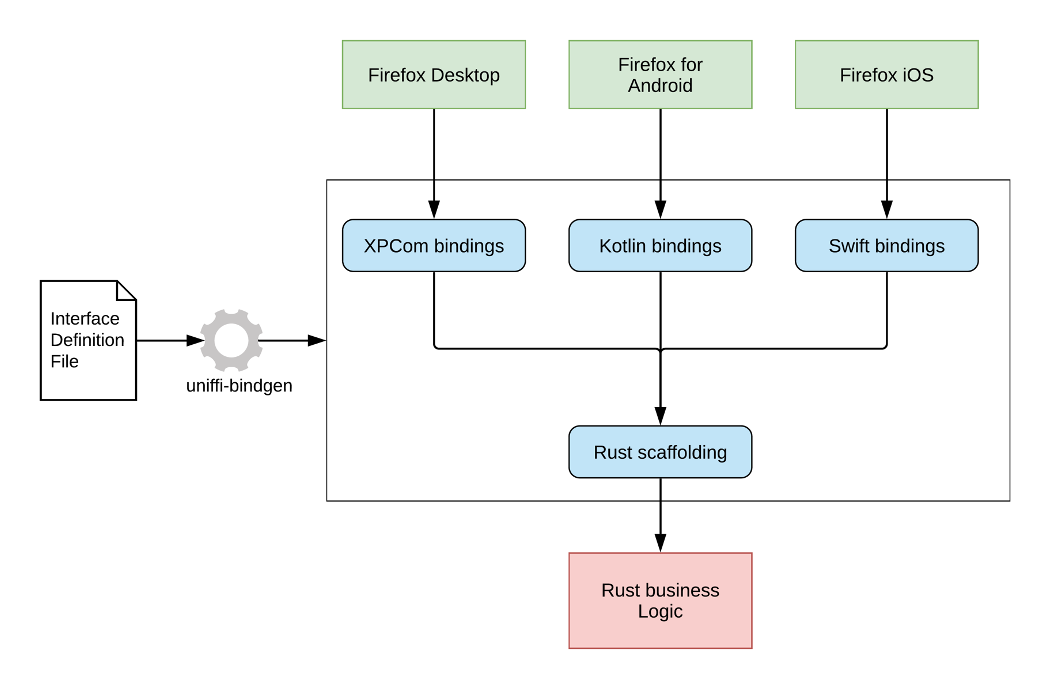 Firefox Desktop
Firefox for
Android
Firefox iOS
XPCom bindings
Kotlin bindings
Swift bindings
Interface
Definition
File
uniffi-bindgen
Rust scaffolding
Rust business
Logic